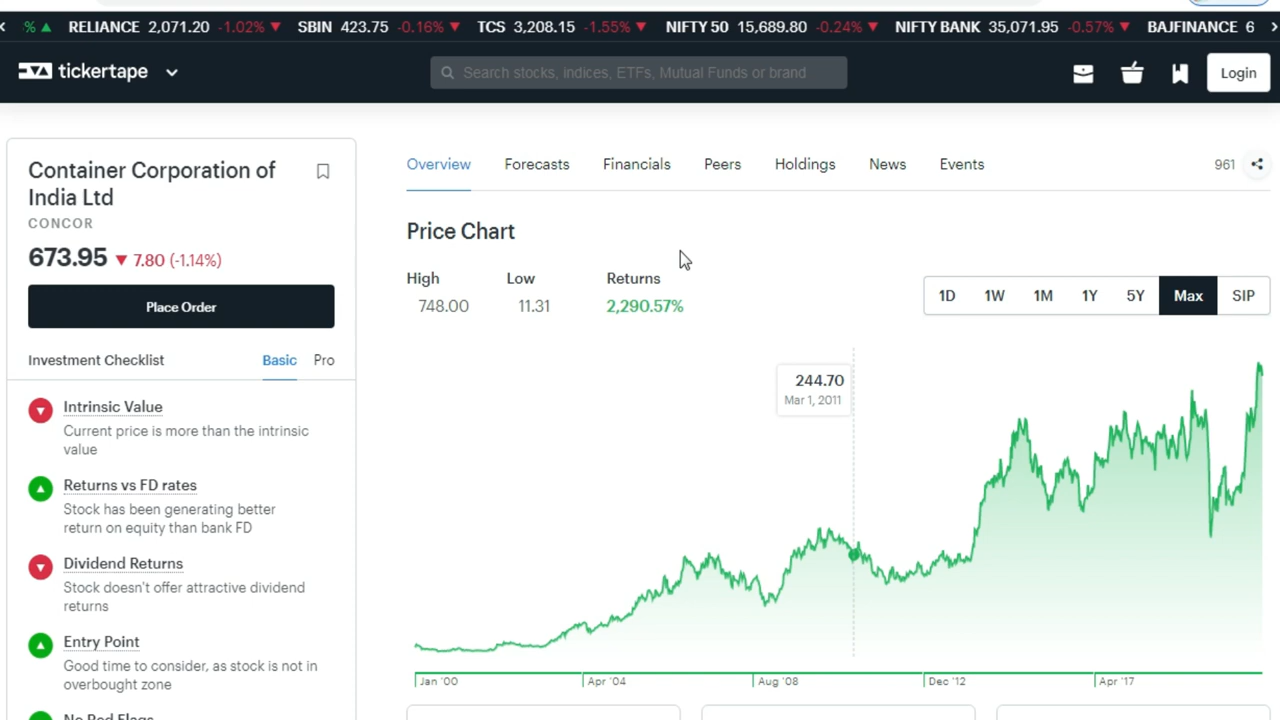 % RELIANCE 2,071.20 -1.02% SBIN 423.75 -0.16% TCS 3,208.15 -1.55% NIFTY 50 15,689.80 -0.24% NIFTY BANK 35,071.95 -0.57% BAJFINANCE 6
tickertape
Search stocks, indices, ETFs, Mutual Funds or brand
Login
Container Corporation of
India Ltd
CONCOR
673.95 7.80 (-1.14%)
Place Order
Investment Checklist Basic Pro
Intrinsic Value
Current price is more than the intrinsic
value
Returns vs FD rates
Stock has been generating better
return on equity than bank FD
Dividend Returns
Stock doesn't offer attractive dividend
returns
Entry Point
Good time to consider, as stock is not in
overbought zone
No Red Flags
Overview Forecasts Financials Peers Holdings News Events 961
Price Chart
High Low Returns
748.00 11.31 2,290.57%
1D 1W 1M 1Y 5Y Max SIP
244.70
Mar 1, 2011
Jan '00 Apr '04 Aug '08 Dec '12 Apr '17